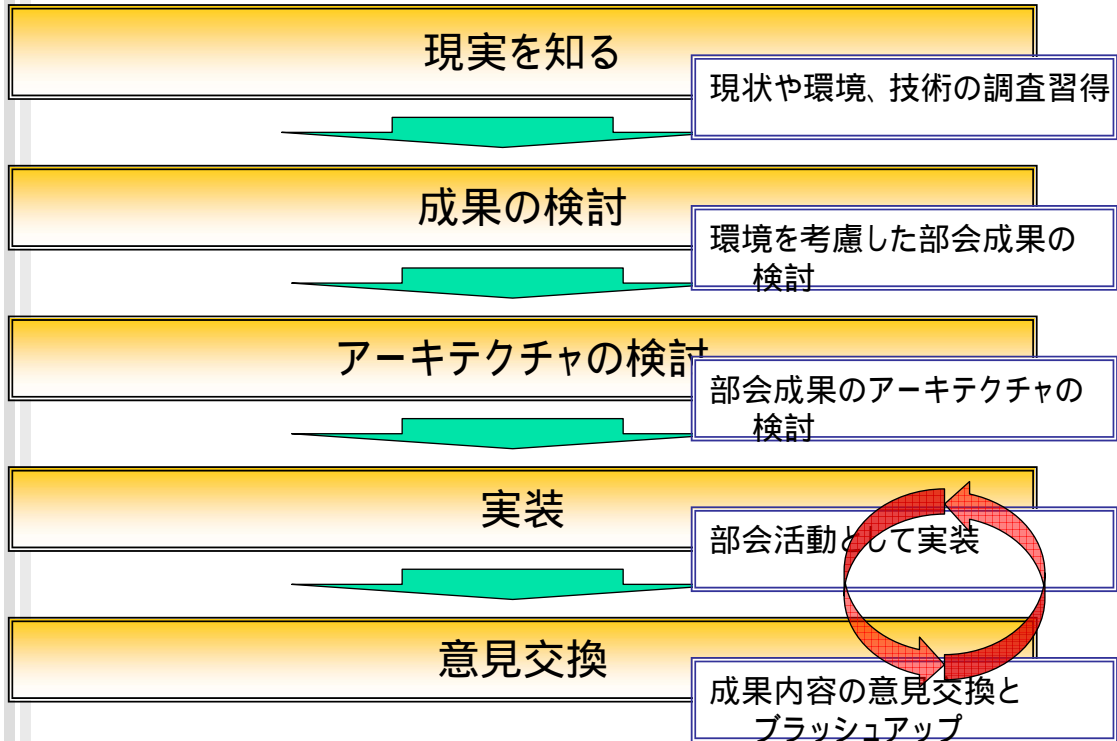 現実を知る
現状や環境、技術の調査習得
成果の検討
環境を考慮した部会成果の
検討
アーキテクチャの検討
部会成果のアーキテクチャの
検討
実装
部会活動として実装
意見交換
成果内容の意見交換と
ブラッシュアップ